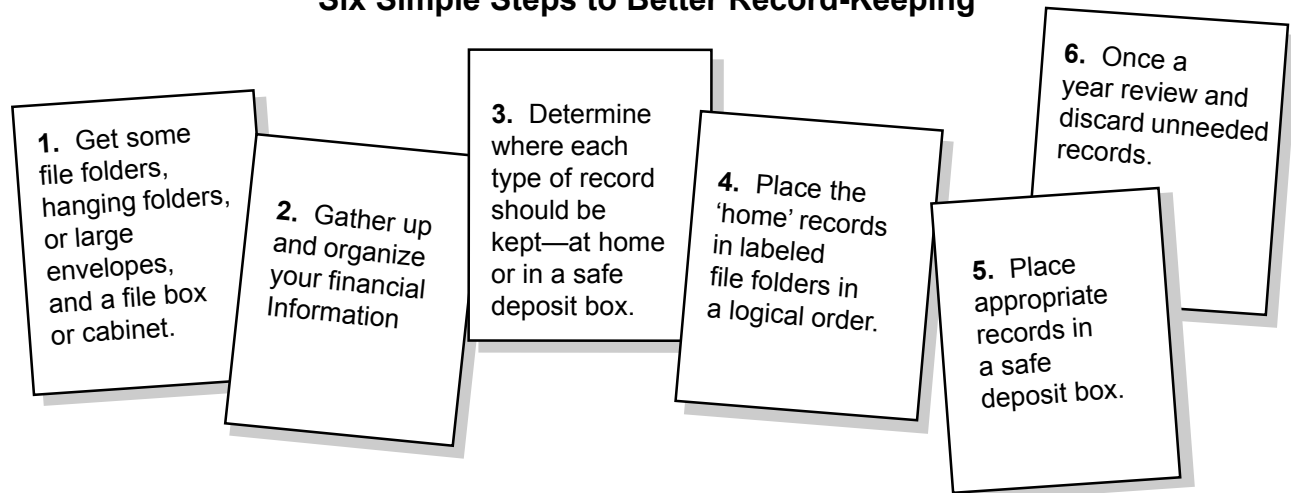 Six Simple Steps to Better Record-Keeping
1. Get some
file folders,
hanging folders,
or large
envelopes,
and a file box
or cabinet.
2. Gather up
and organize
your financial
Information
3. Determine
where each
type of record
should be
kept—at home
or in a safe
deposit box.
4. Place the
‘home’ records
in labeled
file folders in
a logical order.
5. Place
appropriate
records in
a safe
deposit box.
6. Once a
year review and
discard unneeded
records.